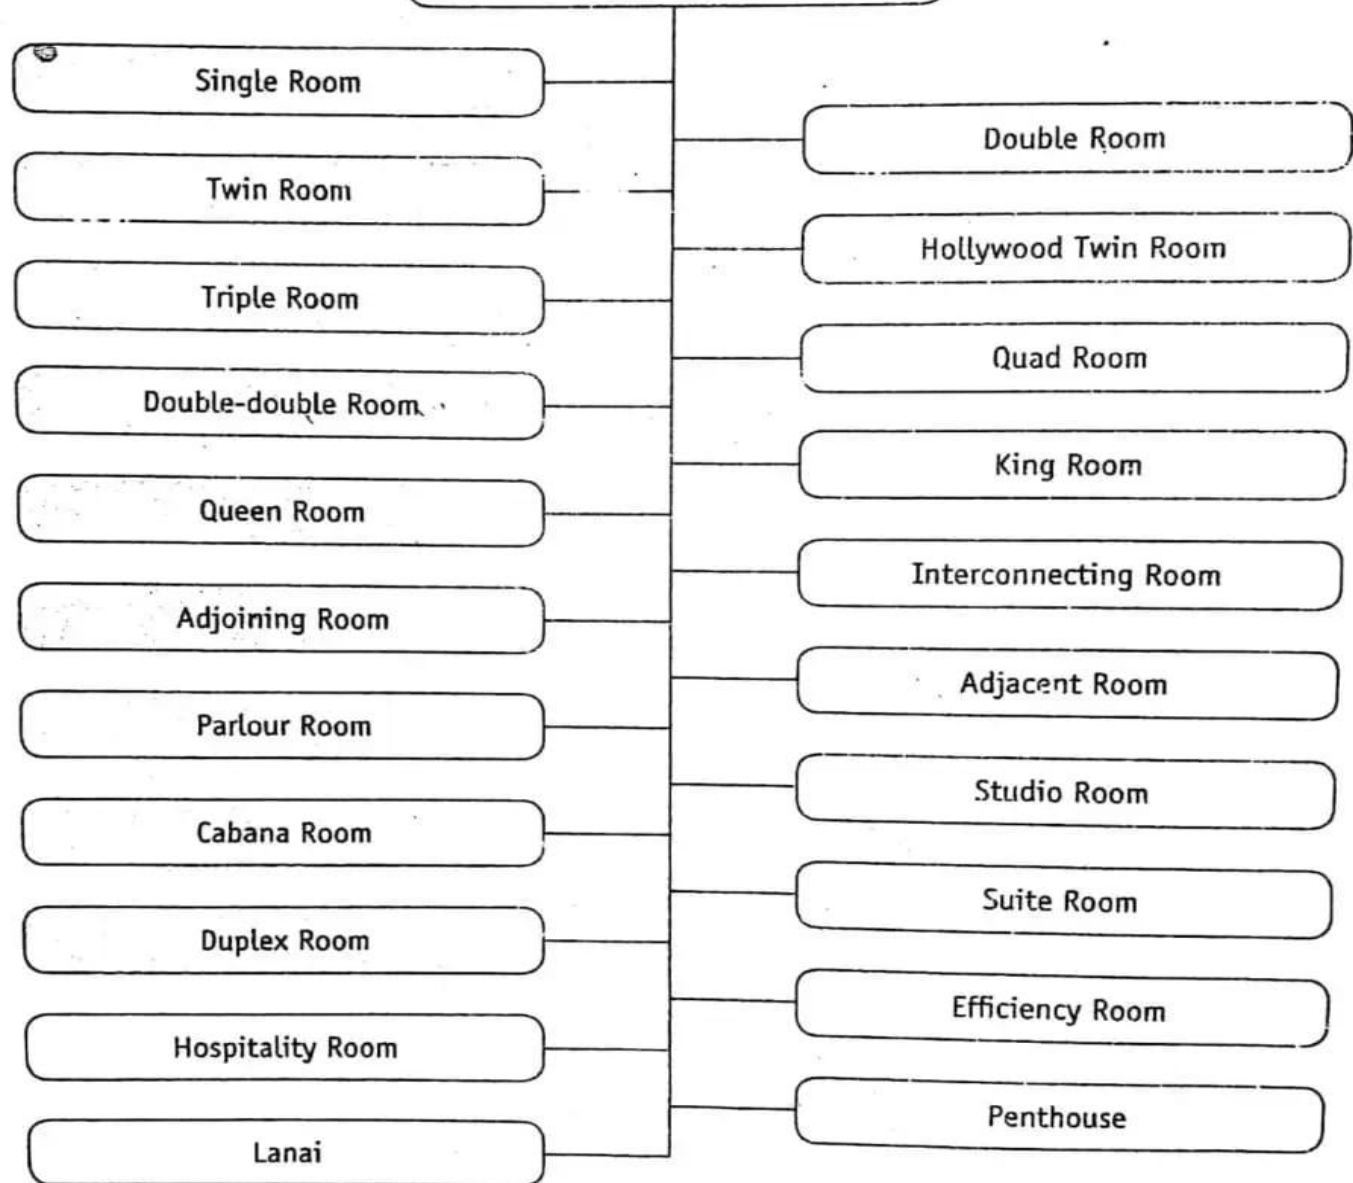 Single Room
Double Room
Twin Room
Hollywood Twin Room
Triple Room
Quad Room
Double-double Room
King Room
Queen Room
Interconnecting Room
Adjoining Room
Adjacent Room
Parlour Room
Studio Room
Cabana Room
Suite Room
Duplex Room
Efficiency Room
Hospitality Room
Penthouse
Lanai